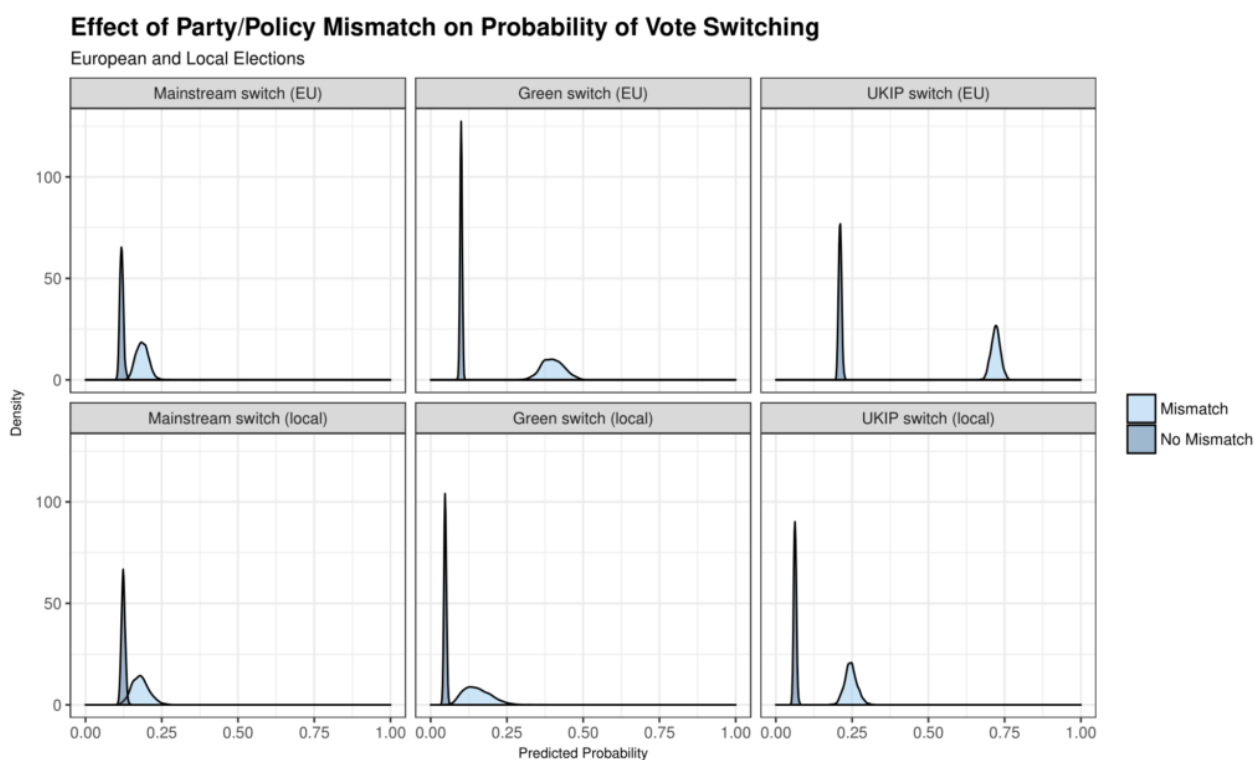 Effect of Party/Policy Mismatch on Probability of Vote Switching
European and Local Elections
Mainstream switch (EU)
Green switch (EU)
UKIP switch (EU)
100
50
0
Mainstream switch (local)
Green switch (local)
UKIP switch (local)
100
50
0
0.00 0.25 0.50 0.75 1.00
0.00 0.25 0.50 0.75 1.00
0.00 0.25 0.50 0.75 1.00
Predicted Probability
Density
Mismatch
No Mismatch